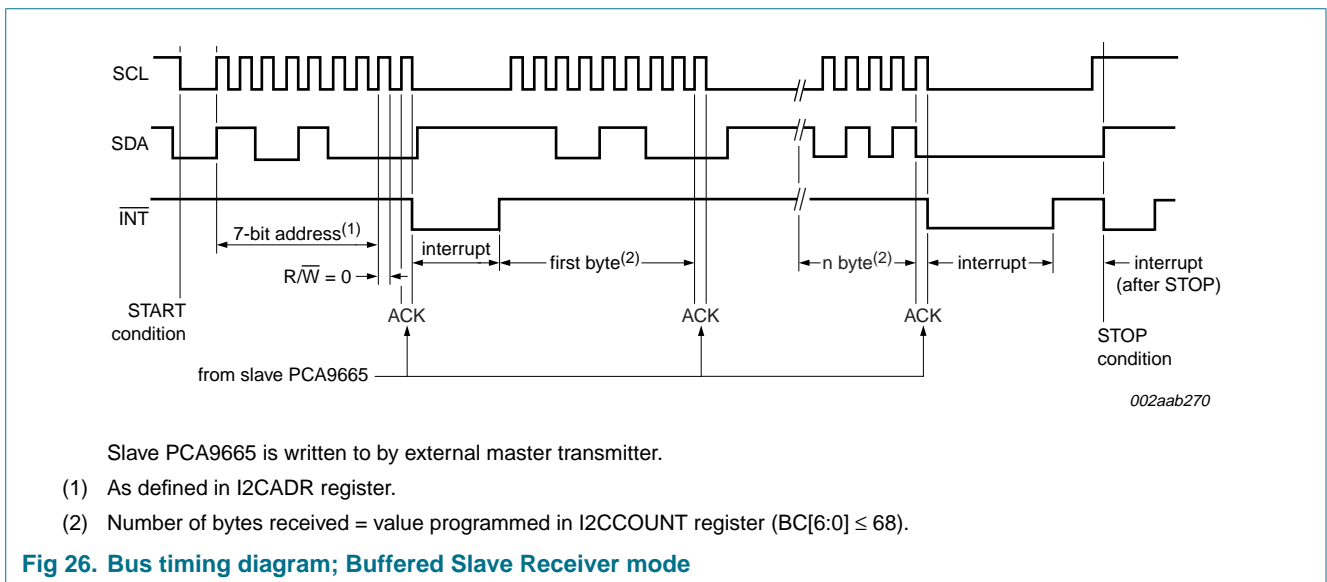 SCL
SDA
INT
7-bit address(1)
R/W = 0
interrupt
first byte(2)
n byte(2)
interrupt
interrupt
(after STOP)
START
condition
ACK
ACK
ACK
STOP
condition
from slave PCA9665
002aab270
Slave PCA9665 is written to by external master transmitter.
(1) As defined in I2CADR register.
(2) Number of bytes received = value programmed in I2CCOUNT register (BC[6:0] ≤ 68).
Fig 26. Bus timing diagram; Buffered Slave Receiver mode